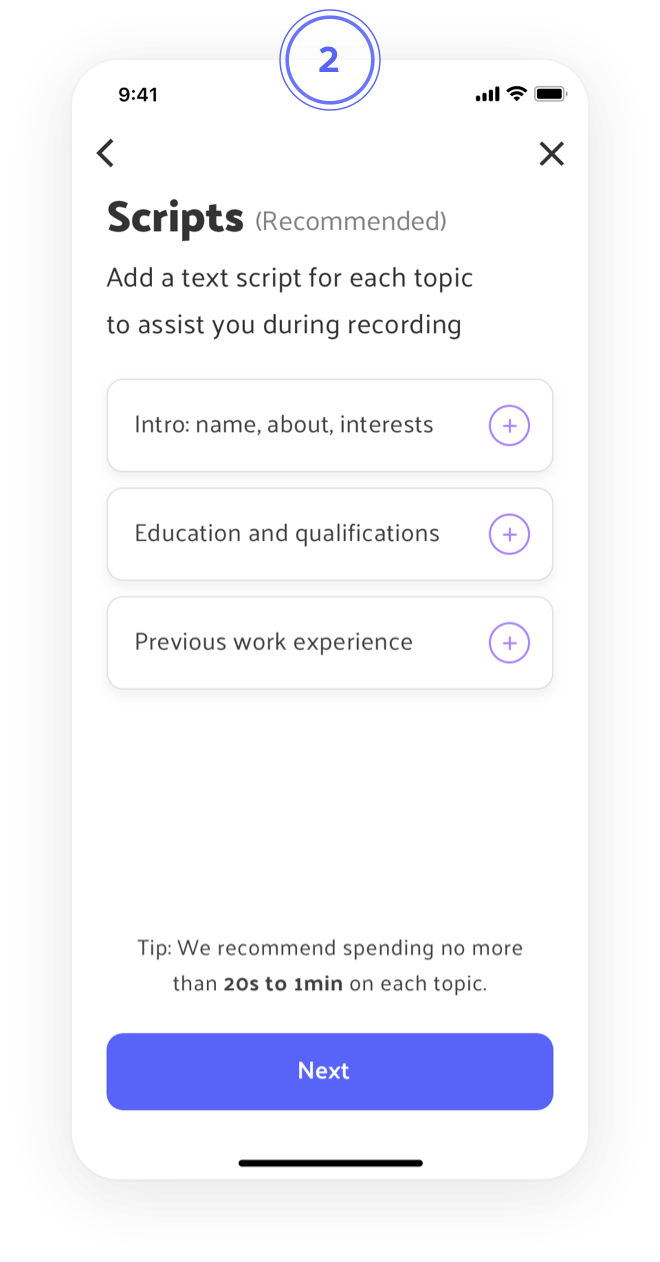 2
9:41
Scripts (Recommended)
Add a text script for each topic
to assist you during recording
Intro: name, about, interests
Education and qualifications
Previous work experience
Tip: We recommend spending no more
than 20s to 1min on each topic.
Next